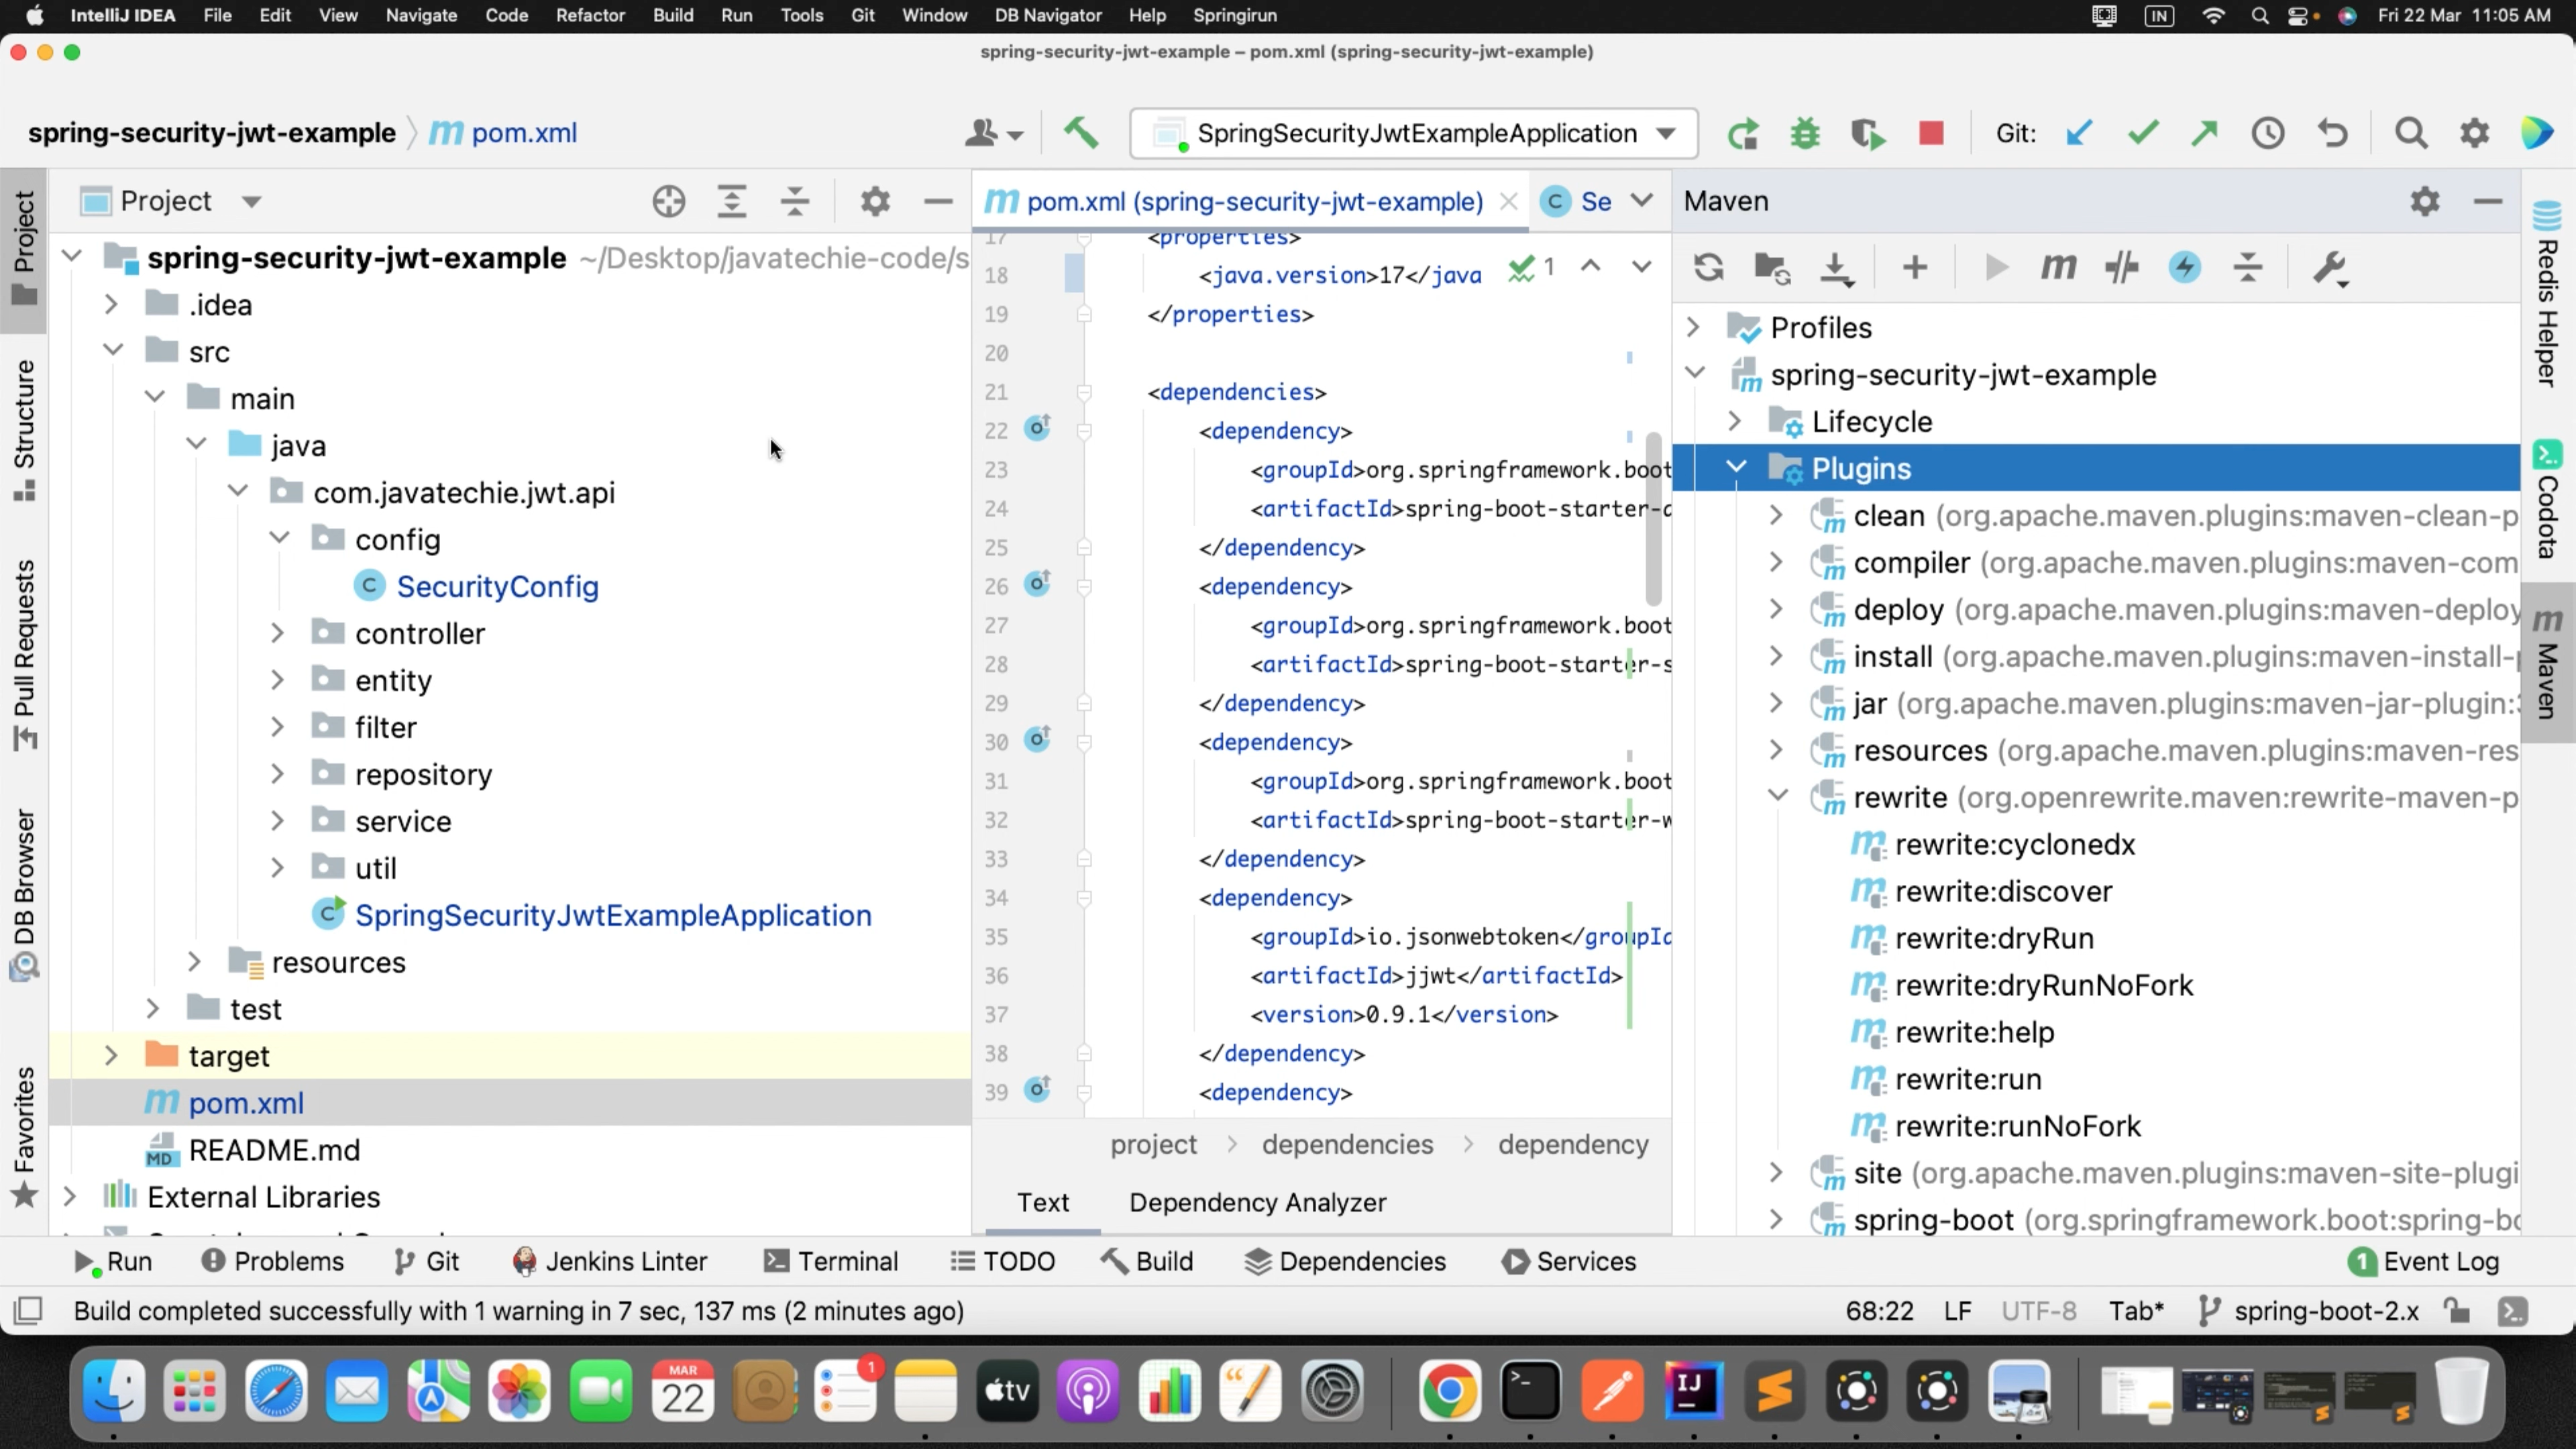 IntelliJ IDEA File Edit View Navigate Code Refactor Build Run Tools Git Window DB Navigator Help Springirun IN Fri 22 Mar 11:05 AM
spring-security-jwt-example – pom.xml (spring-security-jwt-example)
spring-security-jwt-example m pom.xml SpringSecurityJwtExampleApplication Git:
Project
pom.xml (spring-security-jwt-example) C Se
Maven
Project
Structure
Pull Requests
DB Browser
Favorites
spring-security-jwt-example ~/Desktop/javatechie-code/s
.idea
src
main
java
com.javatechie.jwt.api
config
C SecurityConfig
controller
entity
filter
repository
service
util
C SpringSecurityJwtExampleApplication
resources
test
target
m pom.xml
MD README.md
External Libraries
17 <properties>
18 <java.version>17</java 1
19 </properties>
20
21 <dependencies>
22 <dependency>
23 <groupId>org.springframework.boot
24 <artifactId>spring-boot-starter-
25 </dependency>
26 <dependency>
27 <groupId>org.springframework.boot
28 <artifactId>spring-boot-starter-s
29 </dependency>
30 <dependency>
31 <groupId>org.springframework.boot
32 <artifactId>spring-boot-starter-w
33 </dependency>
34 <dependency>
35 <groupId>io.jsonwebtoken</groupId
36 <artifactId>jjwt</artifactId>
37 <version>0.9.1</version>
38 </dependency>
39 <dependency>
project > dependencies > dependency
Text Dependency Analyzer
Profiles
spring-security-jwt-example
Lifecycle
Plugins
clean (org.apache.maven.plugins:maven-clean-p
compiler (org.apache.maven.plugins:maven-com
deploy (org.apache.maven.plugins:maven-deploy
install (org.apache.maven.plugins:maven-install-
jar (org.apache.maven.plugins:maven-jar-plugin:
resources (org.apache.maven.plugins:maven-res
rewrite (org.openrewrite.maven:rewrite-maven-p
rewrite:cyclonedx
rewrite:discover
rewrite:dryRun
rewrite:dryRunNoFork
rewrite:help
rewrite:run
rewrite:runNoFork
site (org.apache.maven.plugins:maven-site-plugi
spring-boot (org.springframework.boot:spring-bo
Redis Helper
Codota
Maven
Run Problems Git Jenkins Linter Terminal TODO Build Dependencies Services 1 Event Log
Build completed successfully with 1 warning in 7 sec, 137 ms (2 minutes ago) 68:22 LF UTF-8 Tab* spring-boot-2.x
MAR
22
1
tv
IJ